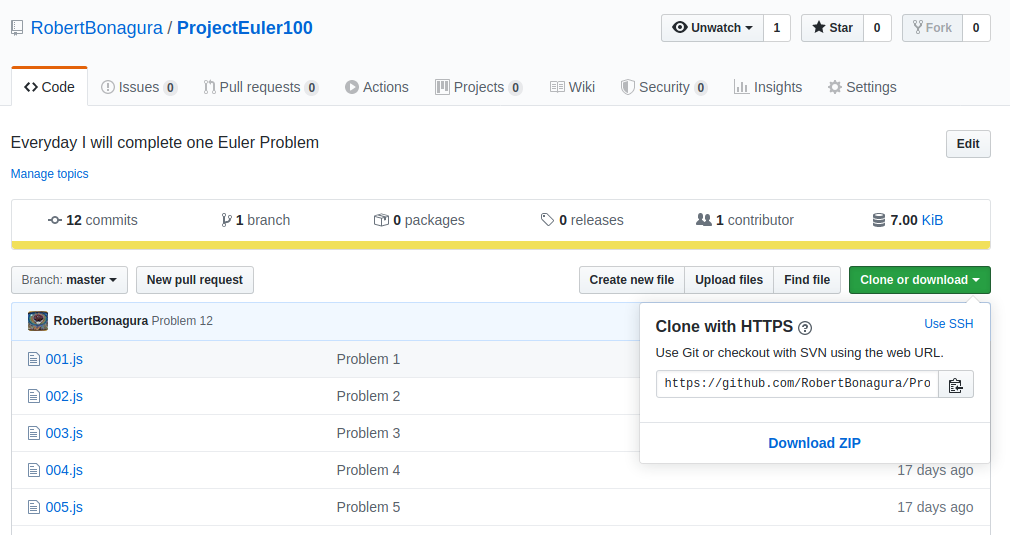 RobertBonagura / ProjectEuler100 Unwatch 1 Star 0 Fork 0
Code Issues 0 Pull requests 0 Actions Projects 0 Wiki Security 0 Insights Settings
Everyday I will complete one Euler Problem Edit
Manage topics
12 commits 1 branch 0 packages 0 releases 1 contributor 7.00 KiB
Branch: master New pull request Create new file Upload files Find file Clone or download
RobertBonagura Problem 12
Clone with HTTPS ? Use SSH
Use Git or checkout with SVN using the web URL.
https://github.com/RobertBonagura/Pro
Download ZIP
001.js Problem 1
002.js Problem 2
003.js Problem 3
004.js Problem 4 17 days ago
005.js Problem 5 17 days ago